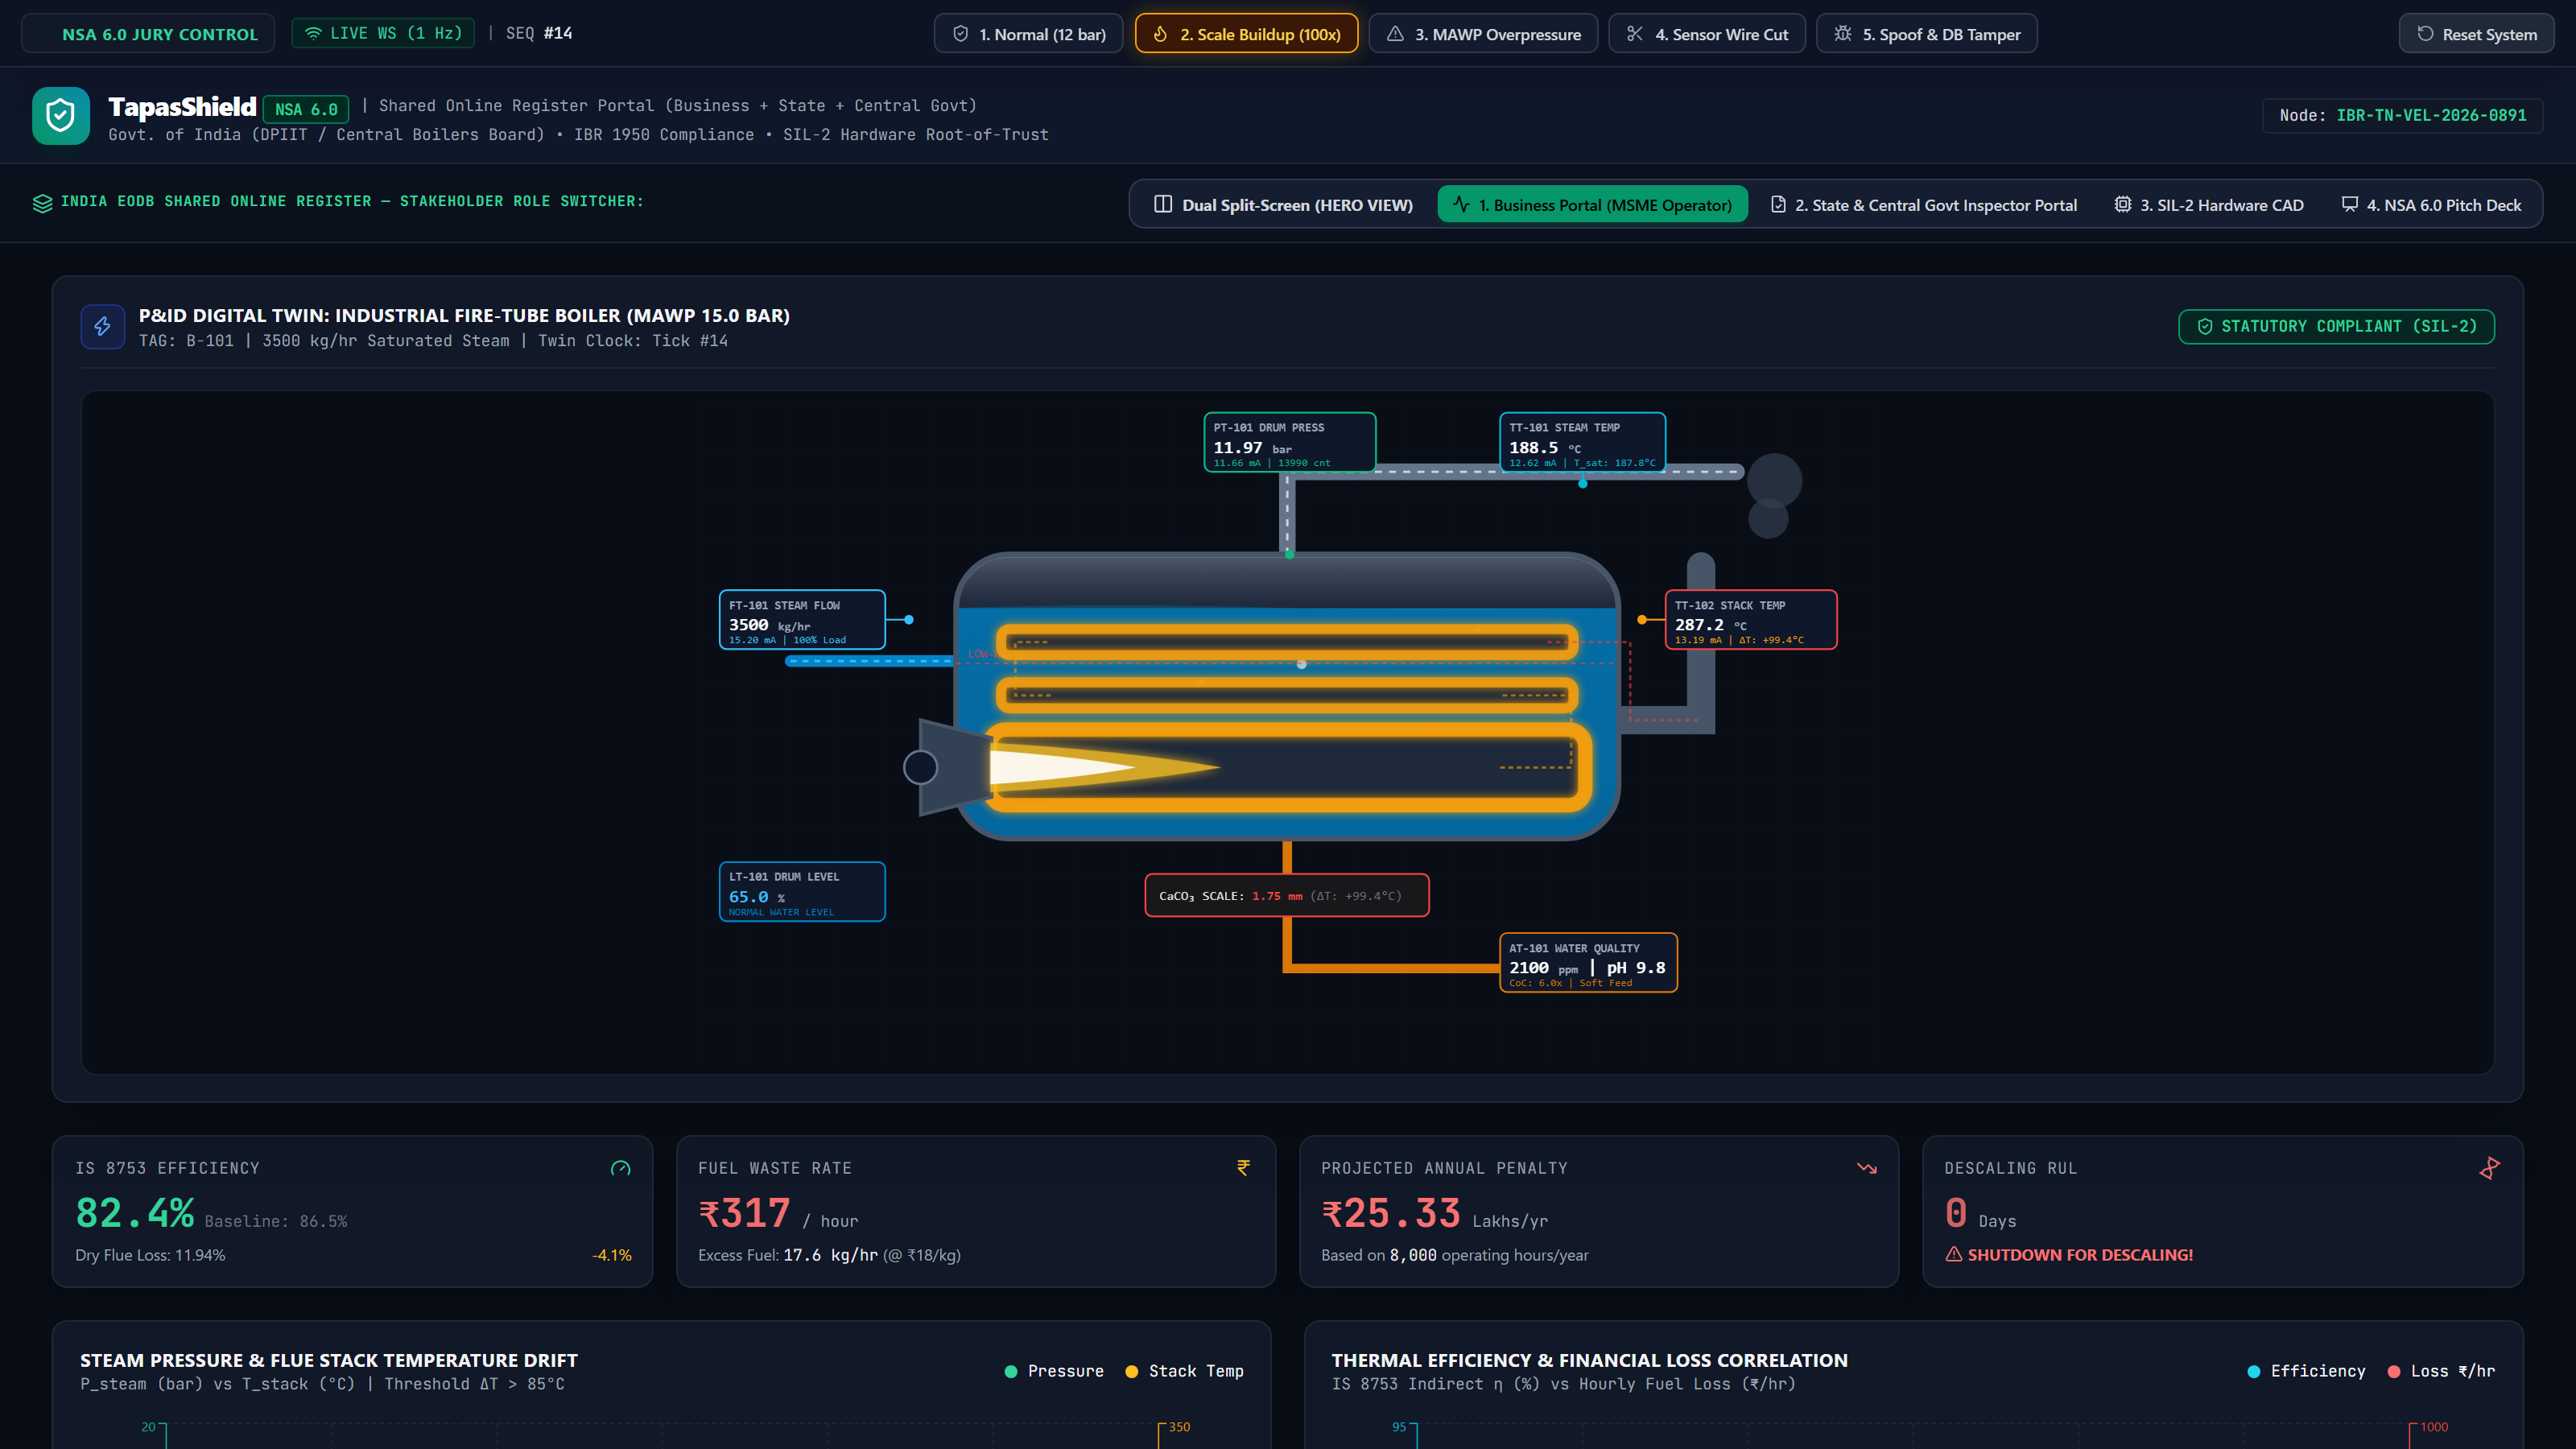 NSA 6.0 JURY CONTROL
LIVE WS (1 Hz) | SEQ #14
1. Normal (12 bar)
2. Scale Buildup (100x)
3. MAWP Overpressure
4. Sensor Wire Cut
5. Spoof & DB Tamper
Reset System
TapasShield NSA 6.0 | Shared Online Register Portal (Business + State + Central Govt)
Govt. of India (DPIIT / Central Boilers Board) • IBR 1950 Compliance • SIL-2 Hardware Root-of-Trust
Node: IBR-TN-VEL-2026-0891
INDIA EODB SHARED ONLINE REGISTER — STAKEHOLDER ROLE SWITCHER:
Dual Split-Screen (HERO VIEW)
1. Business Portal (MSME Operator)
2. State & Central Govt Inspector Portal
3. SIL-2 Hardware CAD
4. NSA 6.0 Pitch Deck
P&ID DIGITAL TWIN: INDUSTRIAL FIRE-TUBE BOILER (MAWP 15.0 BAR)
TAG: B-101 | 3500 kg/hr Saturated Steam | Twin Clock: Tick #14
STATUTORY COMPLIANT (SIL-2)
PT-101 DRUM PRESS
11.97 bar
11.66 mA | 13990 cnt
TT-101 STEAM TEMP
188.5 °C
12.62 mA | T_sat: 187.8°C
FT-101 STEAM FLOW
3500 kg/hr
15.20 mA | 100% Load
TT-102 STACK TEMP
287.2 °C
13.19 mA | ΔT: +99.4°C
LOW-
LT-101 DRUM LEVEL
65.0 %
NORMAL WATER LEVEL
CaCO₃ SCALE: 1.75 mm (ΔT: +99.4°C)
AT-101 WATER QUALITY
2100 ppm | pH 9.8
CoC: 6.0x | Soft Feed
IS 8753 EFFICIENCY
82.4% Baseline: 86.5%
Dry Flue Loss: 11.94% -4.1%
FUEL WASTE RATE
₹317 / hour
Excess Fuel: 17.6 kg/hr (@ ₹18/kg)
PROJECTED ANNUAL PENALTY
₹25.33 Lakhs/yr
Based on 8,000 operating hours/year
DESCALING RUL
0 Days
SHUTDOWN FOR DESCALING!
STEAM PRESSURE & FLUE STACK TEMPERATURE DRIFT
P_steam (bar) vs T_stack (°C) | Threshold ΔT > 85°C
Pressure
Stack Temp
20
350
THERMAL EFFICIENCY & FINANCIAL LOSS CORRELATION
IS 8753 Indirect η (%) vs Hourly Fuel Loss (₹/hr)
Efficiency
Loss ₹/hr
95
1000